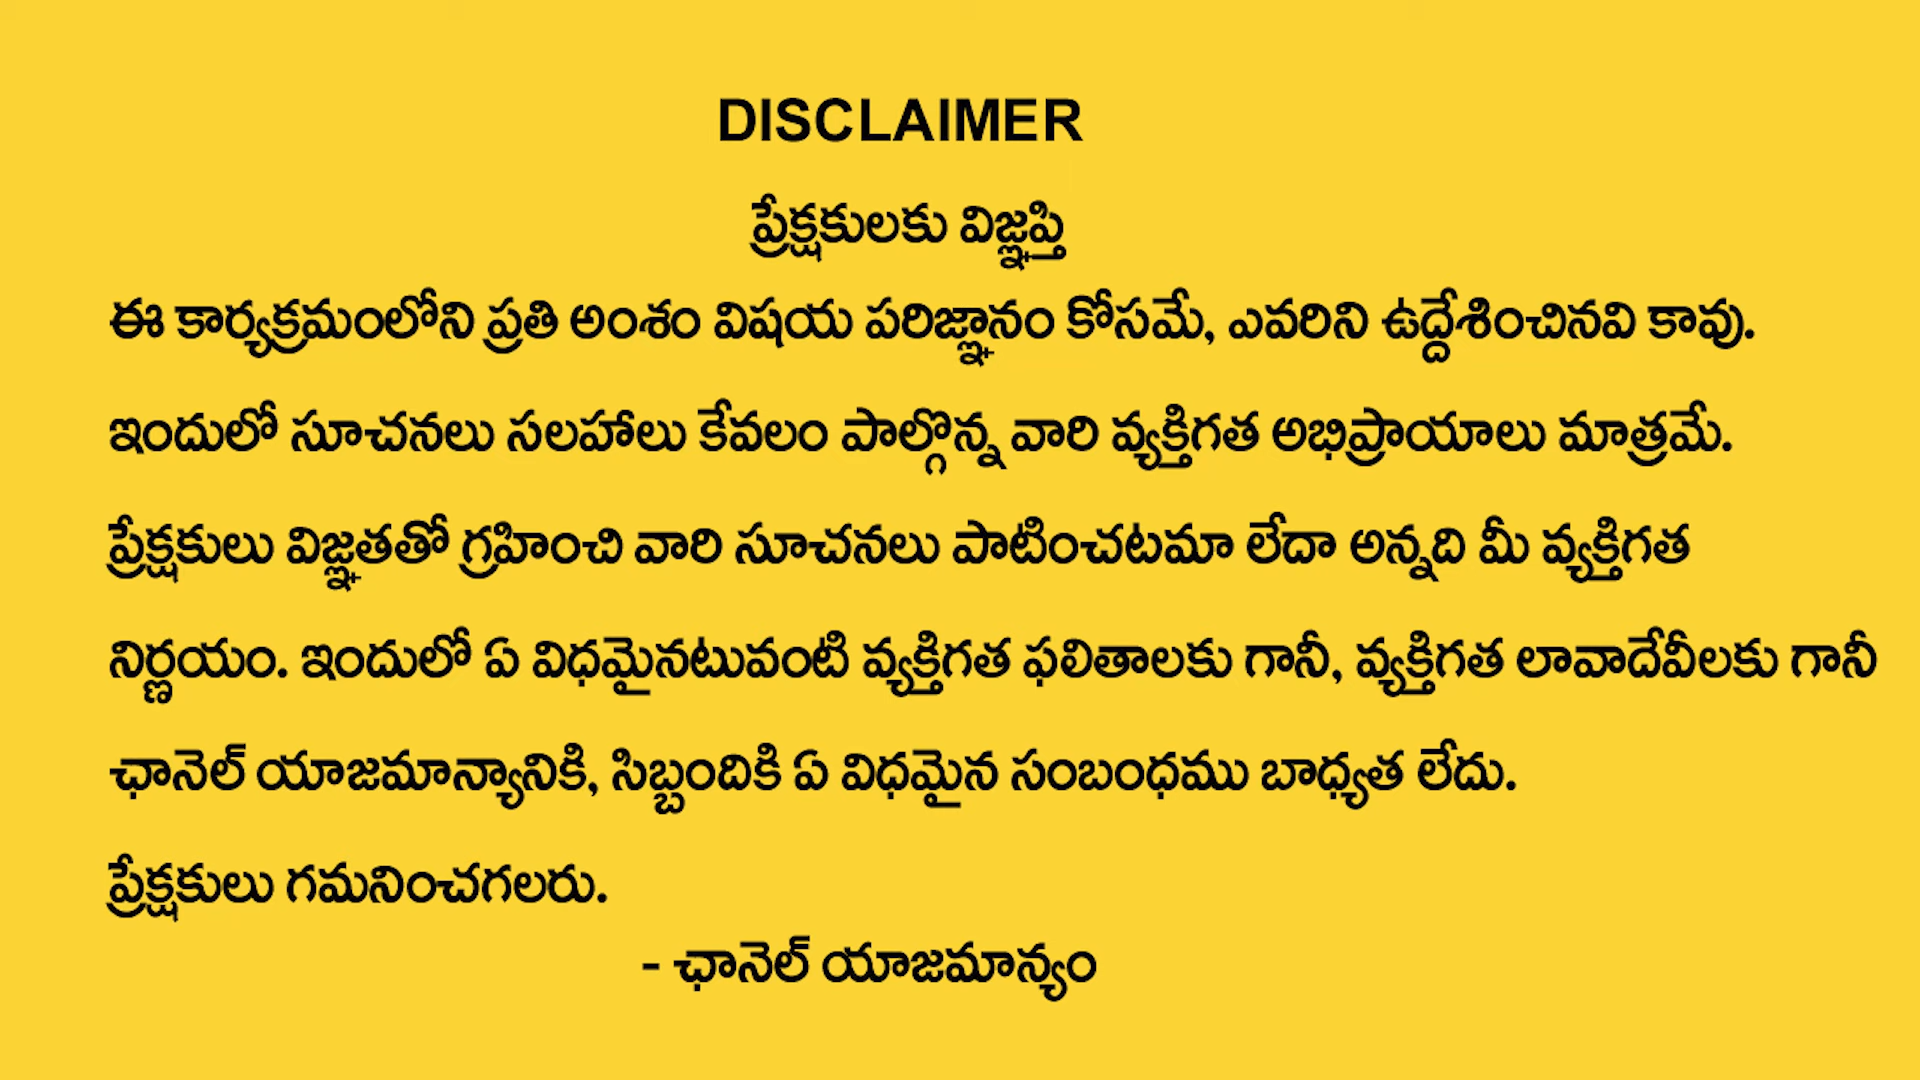 DISCLAIMER
ప్రేక్షకులకు విజ్ఞప్తి
ఈ కార్యక్రమంలోని ప్రతి అంశం విషయ పరిజ్ఞానం కోసమే, ఎవరిని ఉద్దేశించినవి కావు.
ఇందులో సూచనలు సలహాలు కేవలం పాల్గొన్న వారి వ్యక్తిగత అభిప్రాయాలు మాత్రమే.
ప్రేక్షకులు విజ్ఞతతో గ్రహించి వారి సూచనలు పాటించటమా లేదా అన్నది మీ వ్యక్తిగత
నిర్ణయం. ఇందులో ఏ విధమైనటువంటి వ్యక్తిగత ఫలితాలకు గానీ, వ్యక్తిగత లావాదేవీలకు గానీ
ఛానెల్ యాజమాన్యానికి, సిబ్బందికి ఏ విధమైన సంబంధము బాధ్యత లేదు.
ప్రేక్షకులు గమనించగలరు.
- ఛానెల్ యాజమాన్యం